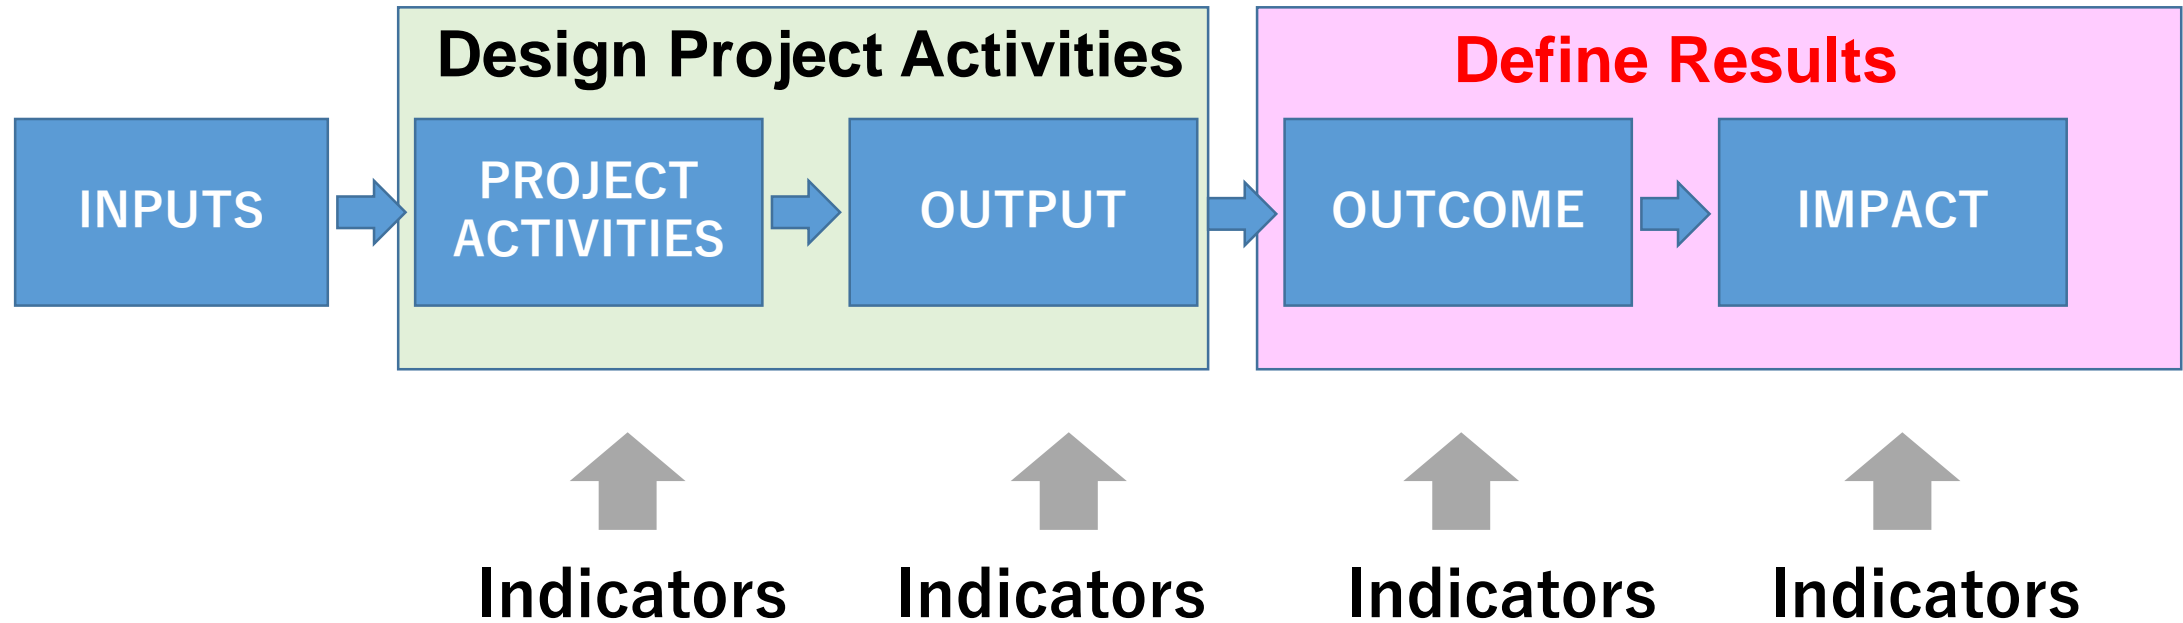 Design Project Activities
Define Results
INPUTS
PROJECT
ACTIVITIES
OUTPUT
OUTCOME
IMPACT
Indicators
Indicators
Indicators
Indicators